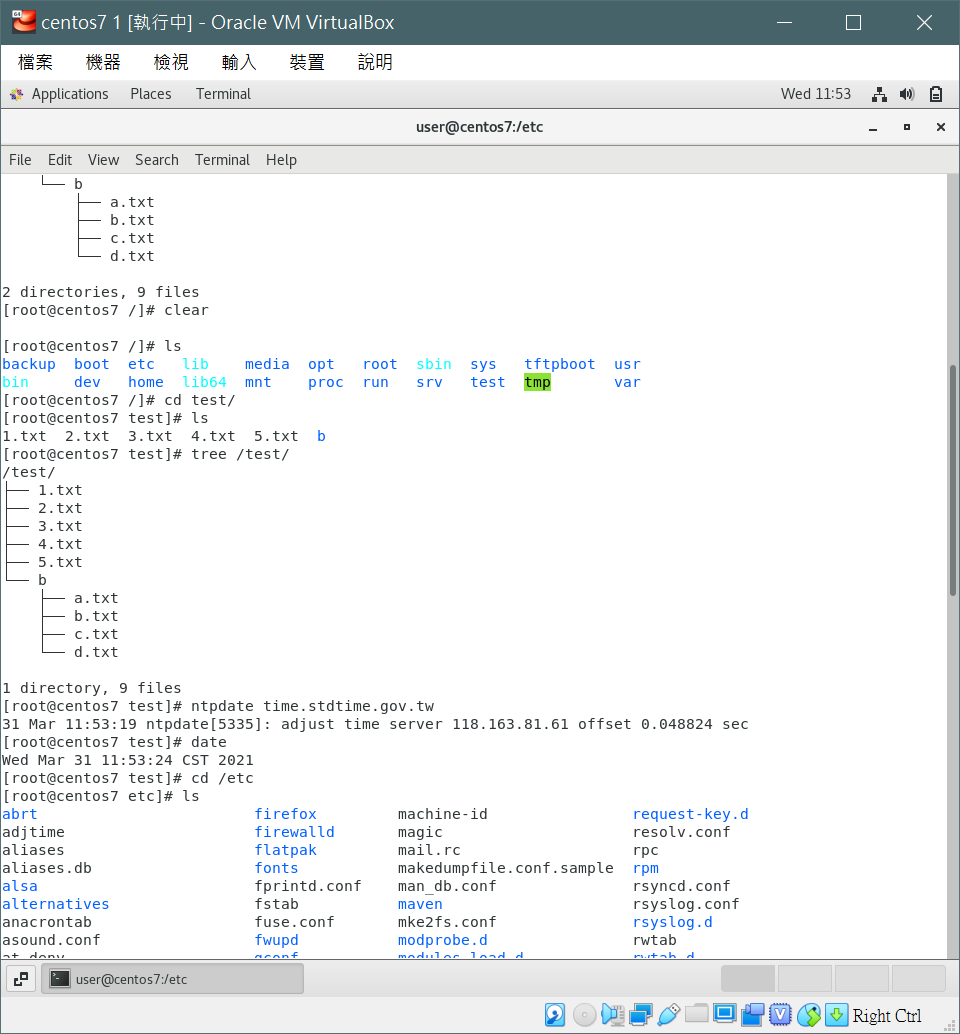 centos7 1 [執行中] - Oracle VM VirtualBox
檔案 機器 檢視 輸入 裝置 說明
Applications Places Terminal Wed 11:53
user@centos7:/etc
File Edit View Search Terminal Help
└── b
├── a.txt
├── b.txt
├── c.txt
└── d.txt
2 directories, 9 files
[root@centos7 /]# clear
[root@centos7 /]# ls
backup boot etc lib media opt root sbin sys tftpboot usr
bin dev home lib64 mnt proc run srv test tmp var
[root@centos7 /]# cd test/
[root@centos7 test]# ls
1.txt 2.txt 3.txt 4.txt 5.txt b
[root@centos7 test]# tree /test/
/test/
├── 1.txt
├── 2.txt
├── 3.txt
├── 4.txt
├── 5.txt
└── b
├── a.txt
├── b.txt
├── c.txt
└── d.txt
1 directory, 9 files
[root@centos7 test]# ntpdate time.stdtime.gov.tw
31 Mar 11:53:19 ntpdate[5335]: adjust time server 118.163.81.61 offset 0.048824 sec
[root@centos7 test]# date
Wed Mar 31 11:53:24 CST 2021
[root@centos7 test]# cd /etc
[root@centos7 etc]# ls
abrt firefox machine-id request-key.d
adjtime firewalld magic resolv.conf
aliases flatpak mail.rc rpc
aliases.db fonts makedumpfile.conf.sample rpm
alsa fprintd.conf man_db.conf rsyncd.conf
alternatives fstab maven rsyslog.conf
anacrontab fuse.conf mke2fs.conf rsyslog.d
asound.conf fwupd modprobe.d rwtab
at.deny gconf modules-load.d rwtab.d
user@centos7:/etc
Right Ctrl